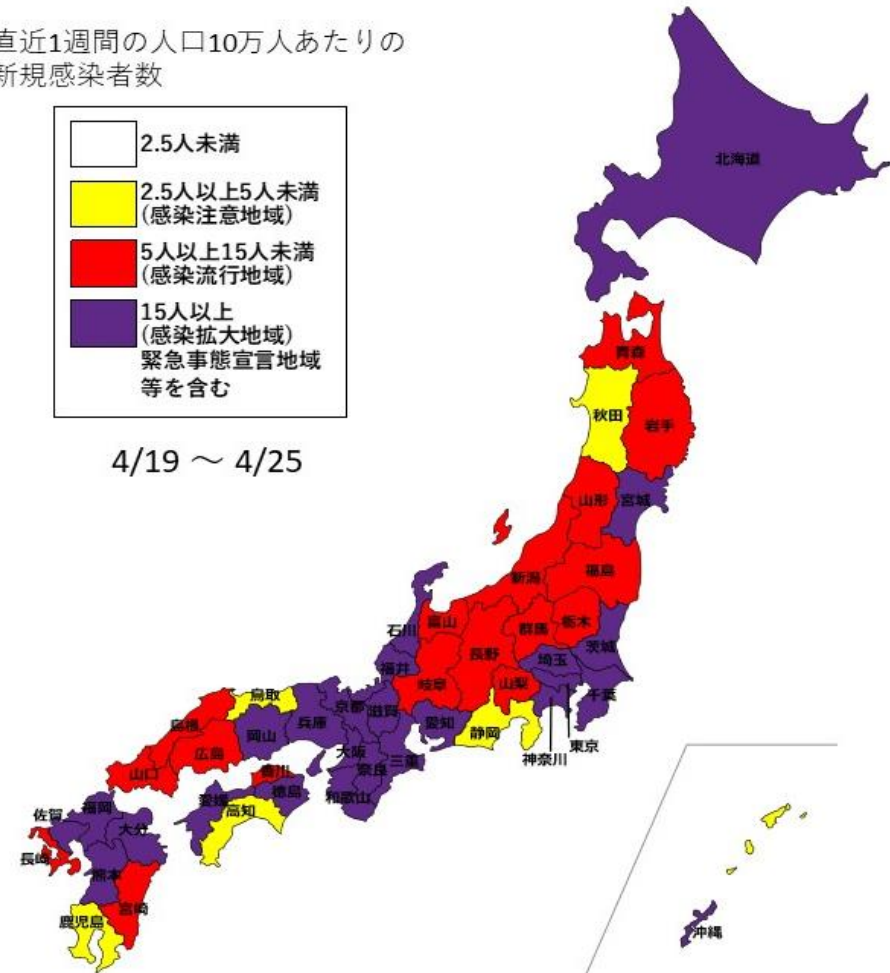 直近1週間の人口10万人あたりの
新規感染者数
2.5人未満
2.5人以上5人未満
(感染注意地域)
5人以上15人未満
(感染流行地域)
15人以上
(感染拡大地域)
緊急事態宣言地域
等を含む
4/19 ～ 4/25
北海道
青森
秋田
岩手
山形
宮城
新潟
福島
石川
富山
群馬
栃木
長野
茨城
福井
埼玉
岐阜
山梨
千葉
鳥取
京都
滋賀
島根
岡山
兵庫
愛知
静岡
東京
神奈川
広島
大阪
三重
奈良
山口
香川
徳島
和歌山
愛媛
高知
佐賀
福岡
大分
長崎
熊本
宮崎
鹿児島
沖縄